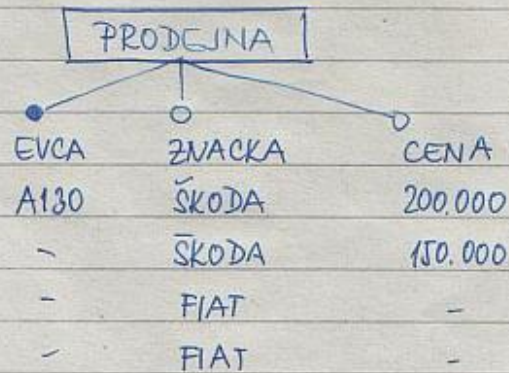 PRODEJNA
EVCA ZNACKA CENA
A130 ŠKODA 200.000
- ŠKODA 150.000
- FIAT -
- FIAT -